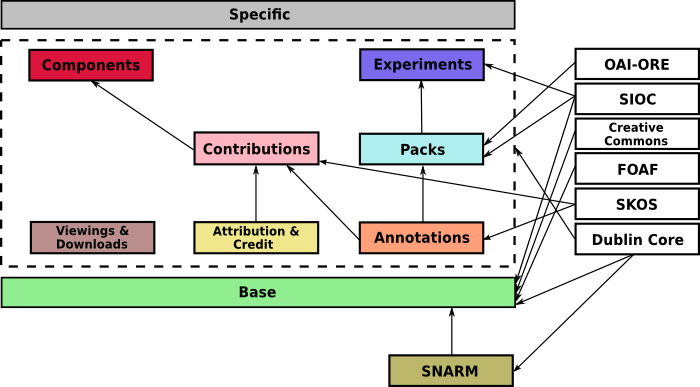 Specific
Components
Experiments
OAI-ORE
SIOC
Creative
Commons
Contributions
Packs
FOAF
SKOS
Viewings &
Downloads
Attribution &
Credit
Annotations
Dublin Core
Base
SNARM